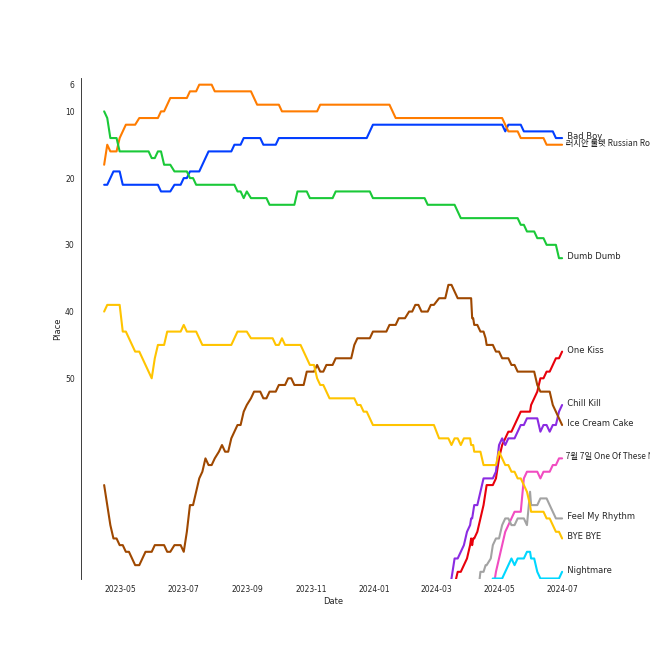 6
10
20
30
40
50
Place
Bad Boy
러시안 룰렛 Russian Ro
Dumb Dumb
One Kiss
Chill Kill
Ice Cream Cake
7월 7일 One Of These
Feel My Rhythm
BYE BYE
Nightmare
2023-05 2023-07 2023-09 2023-11 2024-01 2024-03 2024-05 2024-07
Date